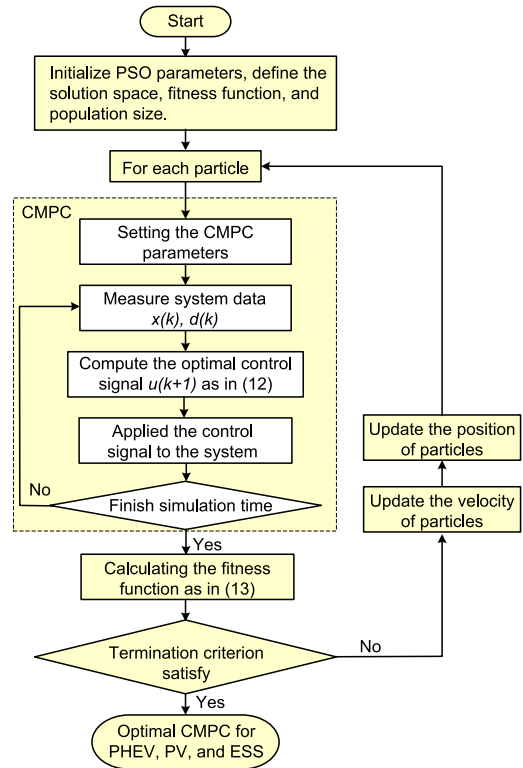 Start
Initialize PSO parameters, define the
solution space, fitness function, and
population size.
For each particle
CMPC
Setting the CMPC
parameters
Measure system data
x(k), d(k)
Compute the optimal control
signal u(k+1) as in (12)
Applied the control
signal to the system
No
Finish simulation time
Yes
Calculating the fitness
function as in (13)
Termination criterion
satisfy
No
Update the velocity
of particles
Update the position
of particles
Yes
Optimal CMPC for
PHEV, PV, and ESS